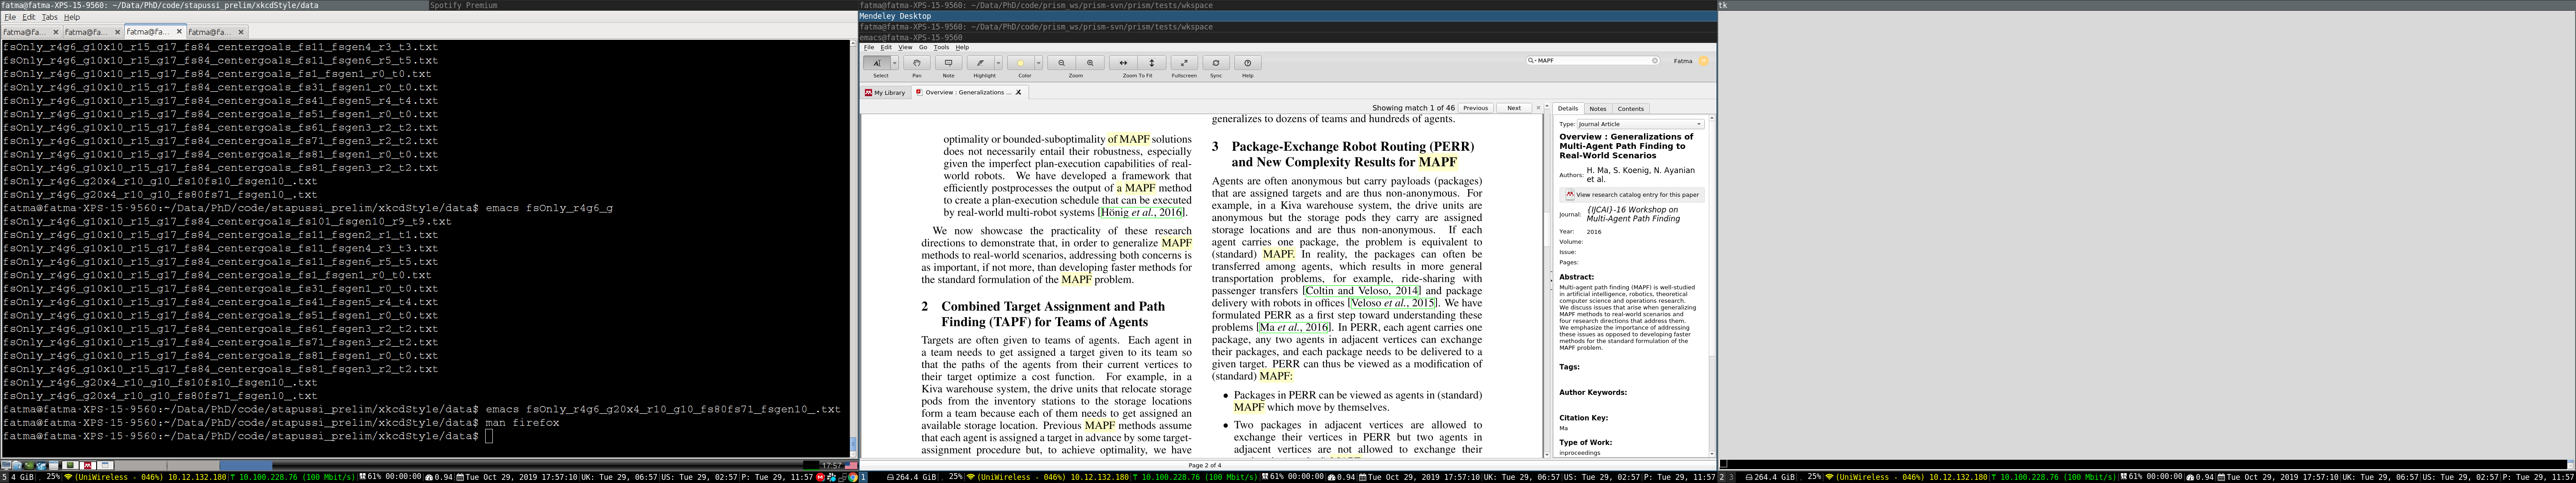 fatma@fatma-XPS-15-9560: ~/Data/PhD/code/stapussi_prelim/xkcdStyle/data
Spotify Premium
File Edit Tabs Help
fatma@fa...
fatma@fa...
fatma@fa...
fatma@fa...
fsOnly_r4g6_g10x10_r15_g17_fs84_centergoals_fs11_fsgen4_r3_t3.txt
fsOnly_r4g6_g10x10_r15_g17_fs84_centergoals_fs11_fsgen6_r5_t5.txt
fsOnly_r4g6_g10x10_r15_g17_fs84_centergoals_fs1_fsgen1_r0_t0.txt
fsOnly_r4g6_g10x10_r15_g17_fs84_centergoals_fs31_fsgen1_r0_t0.txt
fsOnly_r4g6_g10x10_r15_g17_fs84_centergoals_fs41_fsgen5_r4_t4.txt
fsOnly_r4g6_g10x10_r15_g17_fs84_centergoals_fs51_fsgen1_r0_t0.txt
fsOnly_r4g6_g10x10_r15_g17_fs84_centergoals_fs61_fsgen3_r2_t2.txt
fsOnly_r4g6_g10x10_r15_g17_fs84_centergoals_fs71_fsgen3_r2_t2.txt
fsOnly_r4g6_g10x10_r15_g17_fs84_centergoals_fs81_fsgen1_r0_t0.txt
fsOnly_r4g6_g10x10_r15_g17_fs84_centergoals_fs81_fsgen3_r2_t2.txt
fsOnly_r4g6_g20x4_r10_g10_fs10fs10_fsgen10_.txt
fsOnly_r4g6_g20x4_r10_g10_fs80fs71_fsgen10_.txt
fatma@fatma-XPS-15-9560:~/Data/PhD/code/stapussi_prelim/xkcdStyle/data$ emacs fsOnly_r4g6_g
fsOnly_r4g6_g10x10_r15_g17_fs84_centergoals_fs101_fsgen10_r9_t9.txt
fsOnly_r4g6_g10x10_r15_g17_fs84_centergoals_fs11_fsgen2_r1_t1.txt
fsOnly_r4g6_g10x10_r15_g17_fs84_centergoals_fs11_fsgen4_r3_t3.txt
fsOnly_r4g6_g10x10_r15_g17_fs84_centergoals_fs11_fsgen6_r5_t5.txt
fsOnly_r4g6_g10x10_r15_g17_fs84_centergoals_fs1_fsgen1_r0_t0.txt
fsOnly_r4g6_g10x10_r15_g17_fs84_centergoals_fs31_fsgen1_r0_t0.txt
fsOnly_r4g6_g10x10_r15_g17_fs84_centergoals_fs41_fsgen5_r4_t4.txt
fsOnly_r4g6_g10x10_r15_g17_fs84_centergoals_fs51_fsgen1_r0_t0.txt
fsOnly_r4g6_g10x10_r15_g17_fs84_centergoals_fs61_fsgen3_r2_t2.txt
fsOnly_r4g6_g10x10_r15_g17_fs84_centergoals_fs71_fsgen3_r2_t2.txt
fsOnly_r4g6_g10x10_r15_g17_fs84_centergoals_fs81_fsgen1_r0_t0.txt
fsOnly_r4g6_g10x10_r15_g17_fs84_centergoals_fs81_fsgen3_r2_t2.txt
fsOnly_r4g6_g20x4_r10_g10_fs10fs10_fsgen10_.txt
fsOnly_r4g6_g20x4_r10_g10_fs80fs71_fsgen10_.txt
fatma@fatma-XPS-15-9560:~/Data/PhD/code/stapussi_prelim/xkcdStyle/data$ emacs fsOnly_r4g6_g20x4_r10_g10_fs80fs71_fsgen10_.txt
fatma@fatma-XPS-15-9560:~/Data/PhD/code/stapussi_prelim/xkcdStyle/data$ man firefox
fatma@fatma-XPS-15-9560:~/Data/PhD/code/stapussi_prelim/xkcdStyle/data$
17:57
5 4 GiB 25% (UniWireless - 046%) 10.12.132.180 T 10.100.228.76 (100 Mbit/s) 61% 00:00:00 0.94 Tue Oct 29, 2019 17:57:10 UK: Tue 29, 06:57 US: Tue 29, 02:57 P: Tue 29, 11:57
fatma@fatma-XPS-15-9560: ~/Data/PhD/code/prism_ws/prism-svn/prism/tests/wkspace
Mendeley Desktop
fatma@fatma-XPS-15-9560: ~/Data/PhD/code/prism_ws/prism-svn/prism/tests/wkspace
emacs@fatma-XPS-15-9560
File Edit View Go Tools Help
Select Pan Note Highlight Color Zoom Zoom To Fit Fullscreen Sync Help
MAPF
Fatma
My Library
Overview : Generalizations ...
Showing match 1 of 46 Previous Next
optimality or bounded-suboptimality of MAPF solutions
does not necessarily entail their robustness, especially
given the imperfect plan-execution capabilities of real-
world robots. We have developed a framework that
efficiently postprocesses the output of a MAPF method
to create a plan-execution schedule that can be executed
by real-world multi-robot systems [Hönig et al., 2016].
We now showcase the practicality of these research
directions to demonstrate that, in order to generalize MAPF
methods to real-world scenarios, addressing both concerns is
as important, if not more, than developing faster methods for
the standard formulation of the MAPF problem.
2 Combined Target Assignment and Path
Finding (TAPF) for Teams of Agents
Targets are often given to teams of agents. Each agent in
a team needs to get assigned a target given to its team so
that the paths of the agents from their current vertices to
their target optimize a cost function. For example, in a
Kiva warehouse system, the drive units that relocate storage
pods from the inventory stations to the storage locations
form a team because each of them needs to get assigned an
available storage location. Previous MAPF methods assume
that each agent is assigned a target in advance by some target-
assignment procedure but, to achieve optimality, we have
generalizes to dozens of teams and hundreds of agents.
3 Package-Exchange Robot Routing (PERR)
and New Complexity Results for MAPF
Agents are often anonymous but carry payloads (packages)
that are assigned targets and are thus non-anonymous. For
example, in a Kiva warehouse system, the drive units are
anonymous but the storage pods they carry are assigned
storage locations and are thus non-anonymous. If each
agent carries one package, the problem is equivalent to
(standard) MAPF. In reality, the packages can often be
transferred among agents, which results in more general
transportation problems, for example, ride-sharing with
passenger transfers [Coltin and Veloso, 2014] and package
delivery with robots in offices [Veloso et al., 2015]. We have
formulated PERR as a first step toward understanding these
problems [Ma et al., 2016]. In PERR, each agent carries one
package, any two agents in adjacent vertices can exchange
their packages, and each package needs to be delivered to a
given target. PERR can thus be viewed as a modification of
(standard) MAPF:
• Packages in PERR can be viewed as agents in (standard)
MAPF which move by themselves.
• Two packages in adjacent vertices are allowed to
exchange their vertices in PERR but two agents in
adjacent vertices are not allowed to exchange their
Page 2 of 4
Details Notes Contents
Type: Journal Article
Overview : Generalizations of
Multi-Agent Path Finding to
Real-World Scenarios
Authors: H. Ma, S. Koenig, N. Ayanian
et al.
View research catalog entry for this paper
Journal: {IJCAI}-16 Workshop on
Multi-Agent Path Finding
Year: 2016
Volume:
Issue:
Pages:
Abstract:
Multi-agent path finding (MAPF) is well-studied
in artificial intelligence, robotics, theoretical
computer science and operations research.
We discuss issues that arise when generalizing
MAPF methods to real-world scenarios and
four research directions that address them.
We emphasize the importance of addressing
these issues as opposed to developing faster
methods for the standard formulation of the
MAPF problem.
Tags:
Author Keywords:
Citation Key:
Ma
Type of Work:
inproceedings
1 264.4 GiB 25% (UniWireless - 046%) 10.12.132.180 T 10.100.228.76 (100 Mbit/s) 61% 00:00:00 0.94 Tue Oct 29, 2019 17:57:10 UK: Tue 29, 06:57 US: Tue 29, 02:57 P: Tue 29, 11:57
tk
2 3 264.4 GiB 25% (UniWireless - 046%) 10.12.132.180 T 10.100.228.76 (100 Mbit/s) 61% 00:00:00 0.94 Tue Oct 29, 2019 17:57:10 UK: Tue 29, 06:57 US: Tue 29, 02:57 P: Tue 29, 11:57